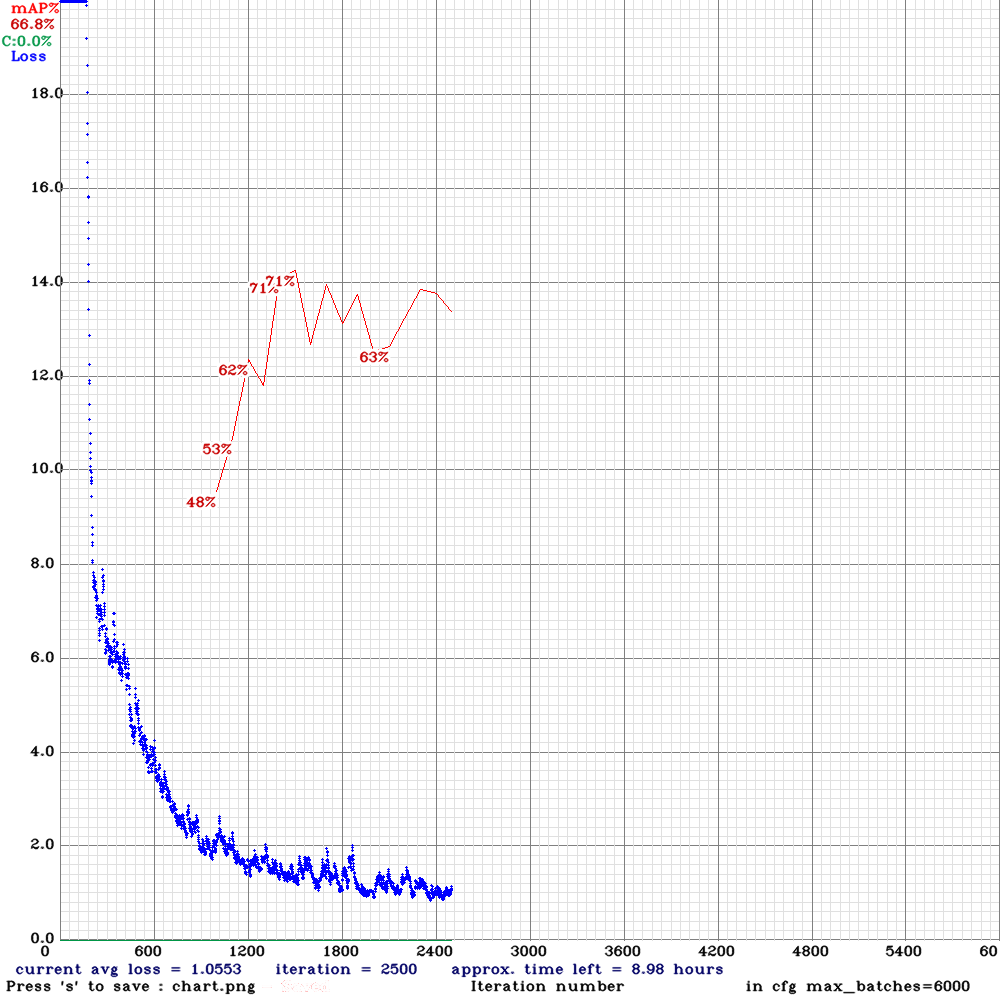 mAP%
66.8%
C:0.0%
Loss
18.0
16.0
14.0
12.0
10.0
8.0
6.0
4.0
2.0
0.0
71% 71%
62%
63%
53%
48%
0 600 1200 1800 2400 3000 3600 4200 4800 5400 60
current avg loss = 1.0553 iteration = 2500 approx. time left = 8.98 hours
Press 's' to save : chart.png Iteration number in cfg max_batches=6000